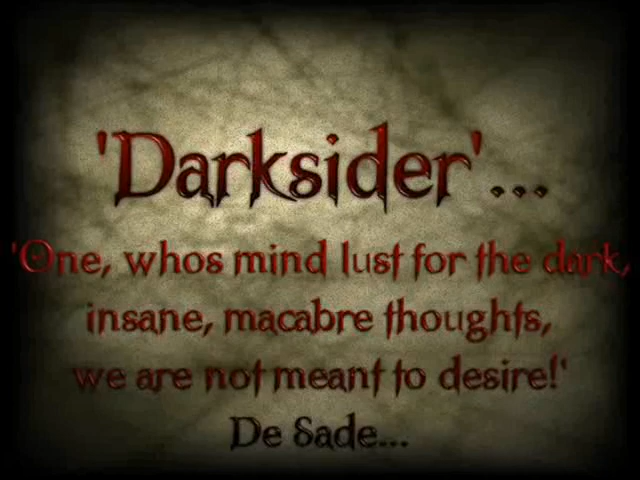 'Darksider'...
'One, whos mind lust for the dark,
insane, macabre thoughts,
we are not meant to desire!'
De Sade...